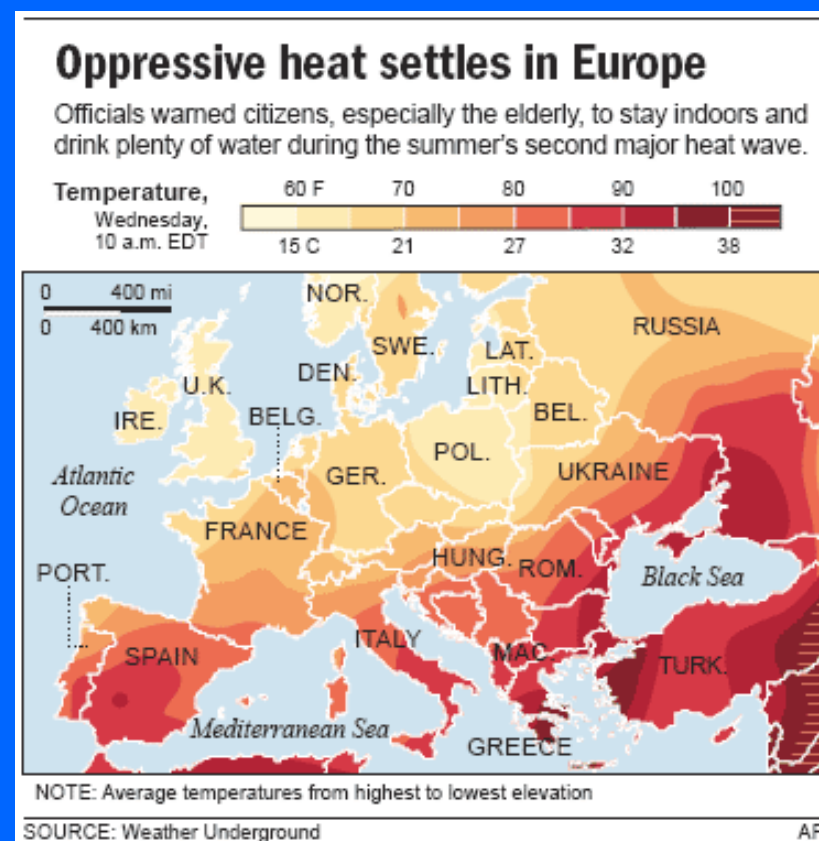 Oppressive heat settles in Europe
Officials warned citizens, especially the elderly, to stay indoors and
drink plenty of water during the summer's second major heat wave.
Temperature,
Wednesday,
10 a.m. EDT
60 F 70 80 90 100
15 C 21 27 32 38
0 400 mi
0 400 km
NOR.
RUSSIA
SWE.
LAT.
DEN.
LITH.
U.K.
IRE.
BELG.
BEL.
POL.
GER.
UKRAINE
Atlantic
Ocean
FRANCE
HUNG.
ROM.
PORT.
Black Sea
ITALY
SPAIN
MAC.
TURK.
Mediterranean Sea
GREECE
NOTE: Average temperatures from highest to lowest elevation
SOURCE: Weather Underground
AP